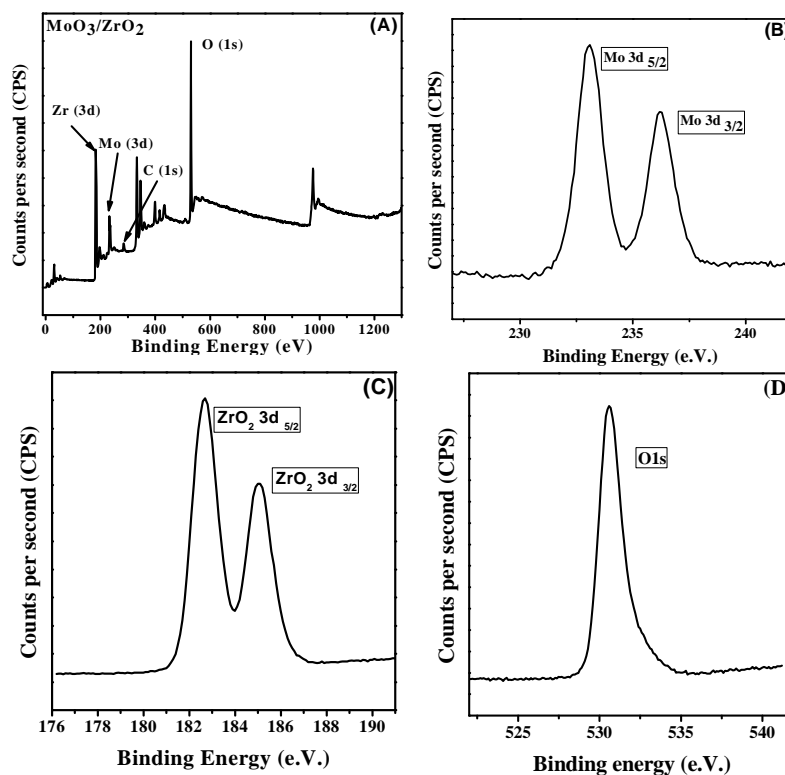 MoO3/ZrO2
(A)
O (1s)
Zr (3d)
Mo (3d)
C (1s)
Counts pers second (CPS)
0 200 400 600 800 1000 1200
Binding Energy (eV)
(B)
Mo 3d 5/2
Mo 3d 3/2
Counts per second (CPS)
230 235 240
Binding Energy (e.V.)
(C)
ZrO2 3d 5/2
ZrO2 3d 3/2
Counts per second (CPS)
176 178 180 182 184 186 188 190
Binding Energy (e.V.)
(D
O1s
Counts per second (CPS)
525 530 535 540
Binding energy (e.V.)